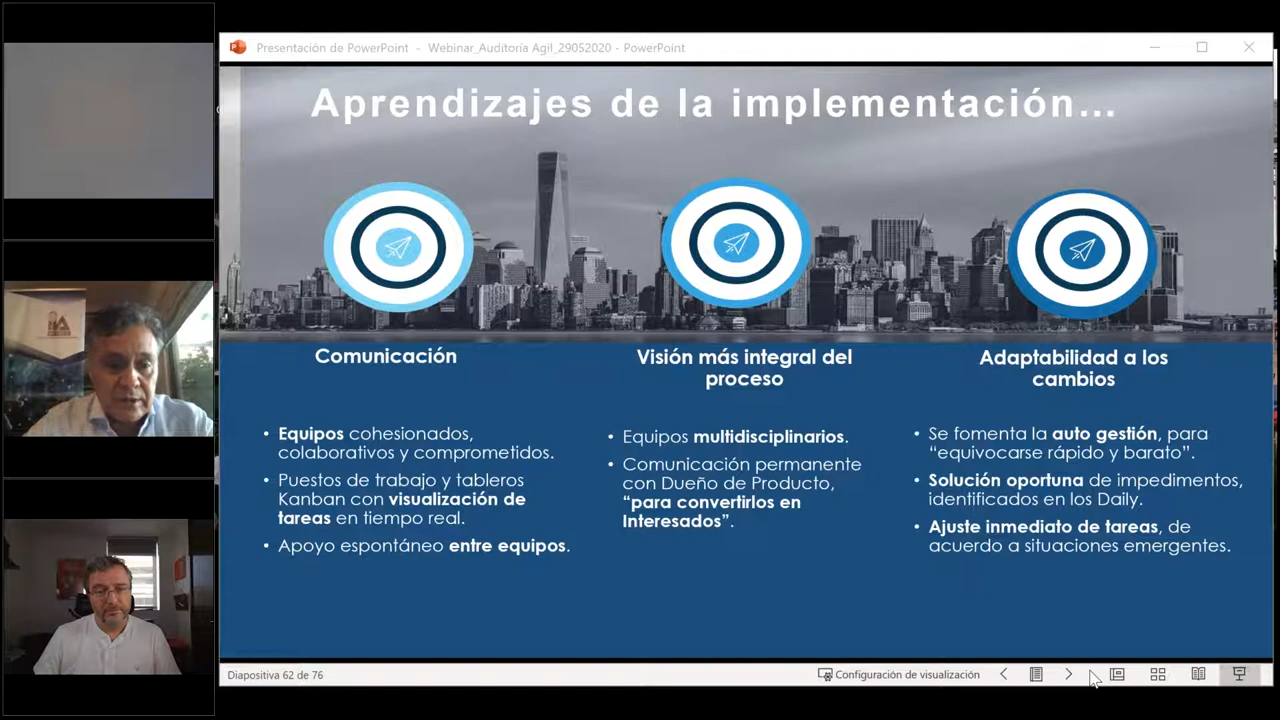 Presentación de PowerPoint - Webinar_Auditoría Agil_29052020 - PowerPoint
Aprendizajes de la implementación...
Comunicación
• Equipos cohesionados,
colaborativos y comprometidos.
• Puestos de trabajo y tableros
Kanban con visualización de
tareas en tiempo real.
• Apoyo espontáneo entre equipos.
Visión más integral del
proceso
• Equipos multidisciplinarios.
• Comunicación permanente
con Dueño de Producto,
“para convertirlos en
Interesados”.
Adaptabilidad a los
cambios
• Se fomenta la auto gestión, para
“equivocarse rápido y barato”.
• Solución oportuna de impedimentos,
identificados en los Daily.
• Ajuste inmediato de tareas, de
acuerdo a situaciones emergentes.
Diapositiva 62 de 76
Configuración de visualización